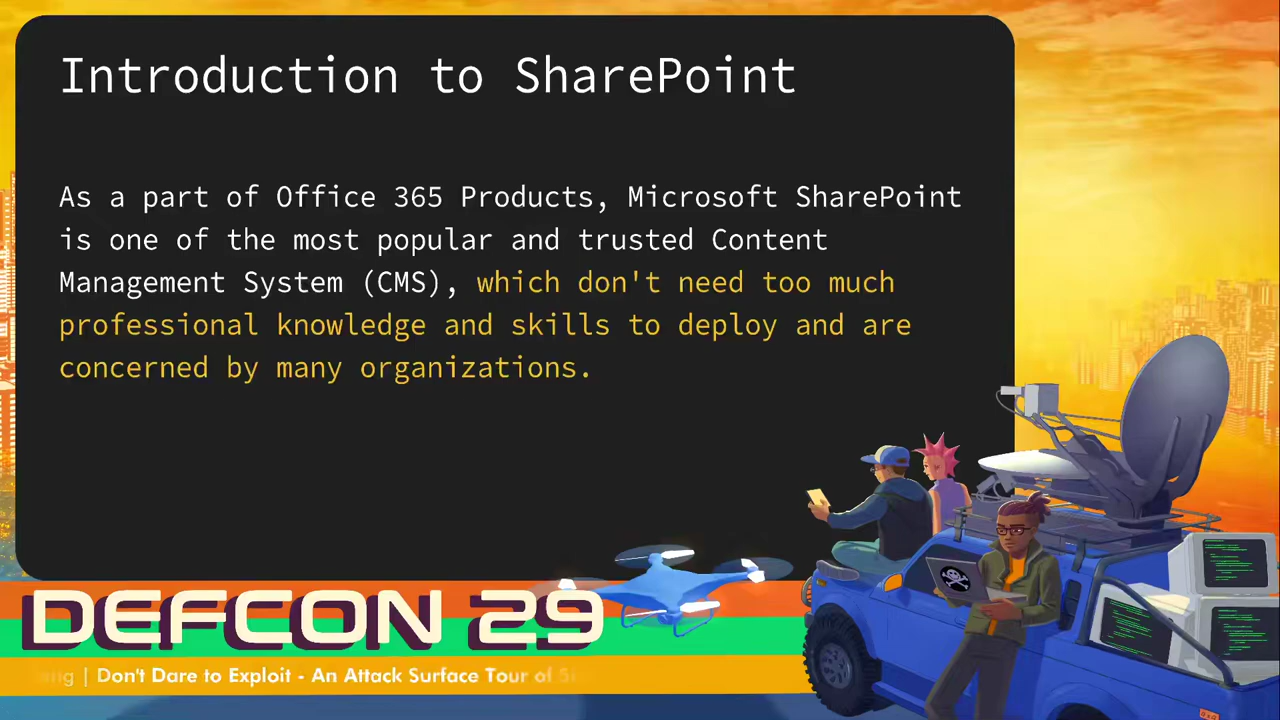 Introduction to SharePoint
As a part of Office 365 Products, Microsoft SharePoint
is one of the most popular and trusted Content
Management System (CMS), which don't need too much
professional knowledge and skills to deploy and are
concerned by many organizations.
DEFCON 29
| Don't Dare to Exploit - An Attack Surface Tour of